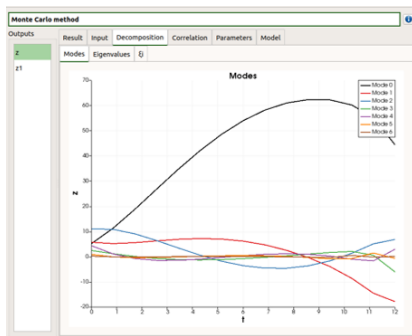 Monte Carlo method
Outputs
z
z1
Result Input Decomposition Correlation Parameters Model
Modes Eigenvalues ξi
Modes
70
60
50
40
30
20
10
0
-10
-20
z
0 1 2 3 4 5 6 7 8 9 10 11 12
t
Mode 0
Mode 1
Mode 2
Mode 3
Mode 4
Mode 5
Mode 6